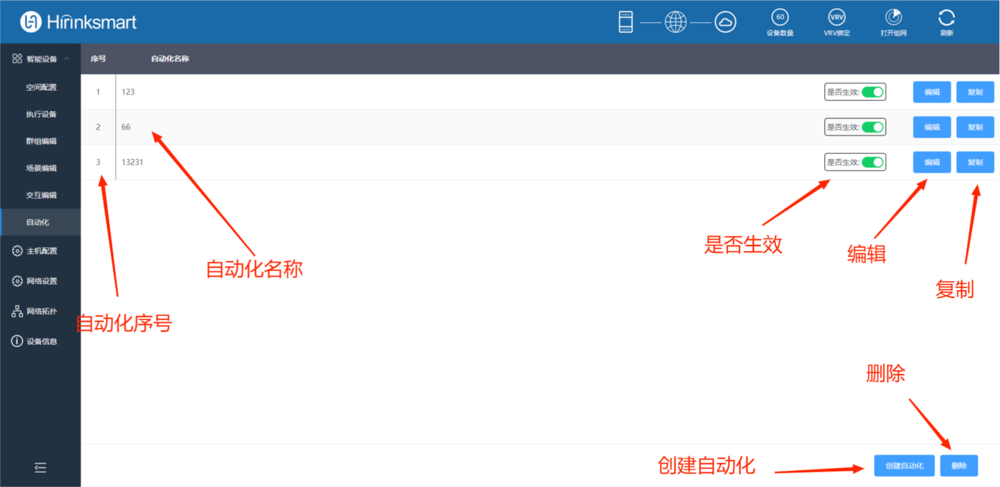 Hirinksmart
60
VRV
设备数量
VRV绑定
打开组网
刷新
智能设备
序号
自动化名称
空间配置
执行设备
群组编辑
场景编辑
交互编辑
自动化
主机配置
网络设置
网络拓扑
设备信息
1
123
是否生效:
编辑
复制
2
66
是否生效:
编辑
复制
3
13231
是否生效:
编辑
复制
是否生效
编辑
自动化名称
复制
自动化序号
删除
创建自动化
创建自动化
删除